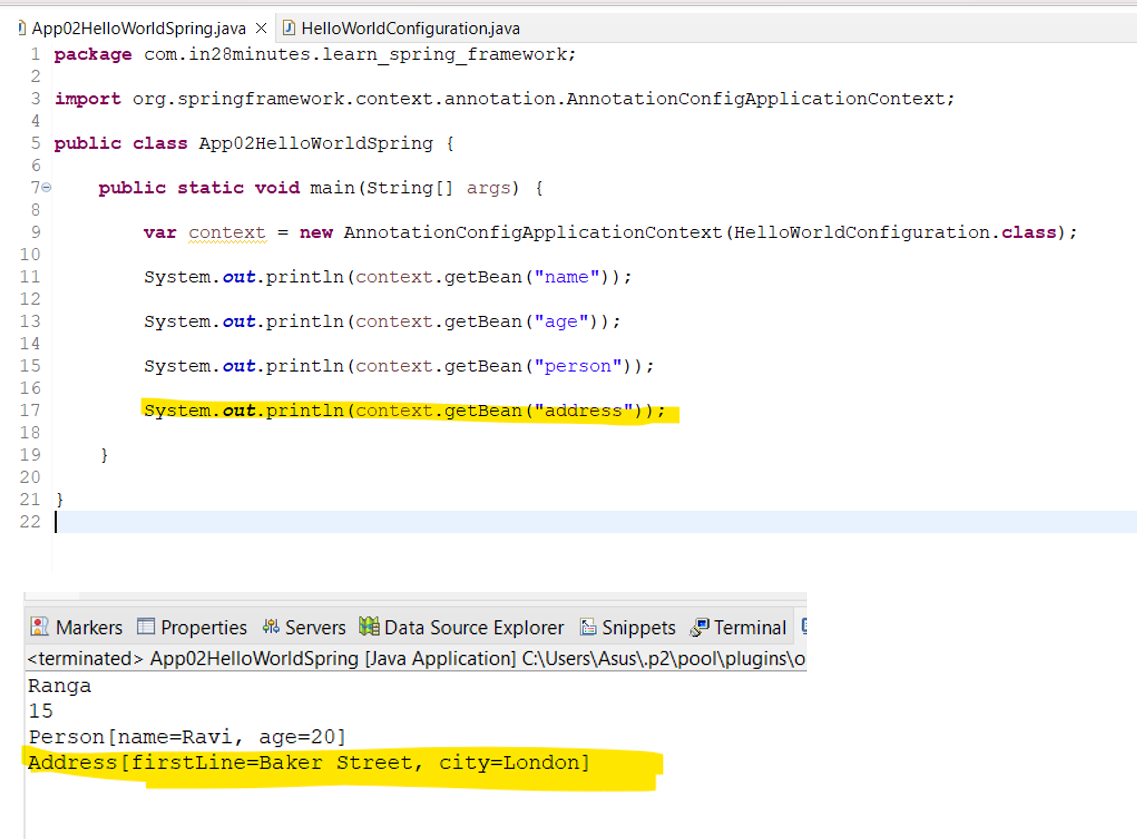 App02HelloWorldSpring.java × HelloWorldConfiguration.java
1 package com.in28minutes.learn_spring_framework;
2
3 import org.springframework.context.annotation.AnnotationConfigApplicationContext;
4
5 public class App02HelloWorldSpring {
6
7 public static void main(String[] args) {
8
9 var context = new AnnotationConfigApplicationContext(HelloWorldConfiguration.class);
10
11 System.out.println(context.getBean("name"));
12
13 System.out.println(context.getBean("age"));
14
15 System.out.println(context.getBean("person"));
16
17 System.out.println(context.getBean("address"));
18
19 }
20
21 }
22
Markers Properties Servers Data Source Explorer Snippets Terminal
<terminated> App02HelloWorldSpring [Java Application] C:\Users\Asus\.p2\pool\plugins\o
Ranga
15
Person[name=Ravi, age=20]
Address[firstLine=Baker Street, city=London]